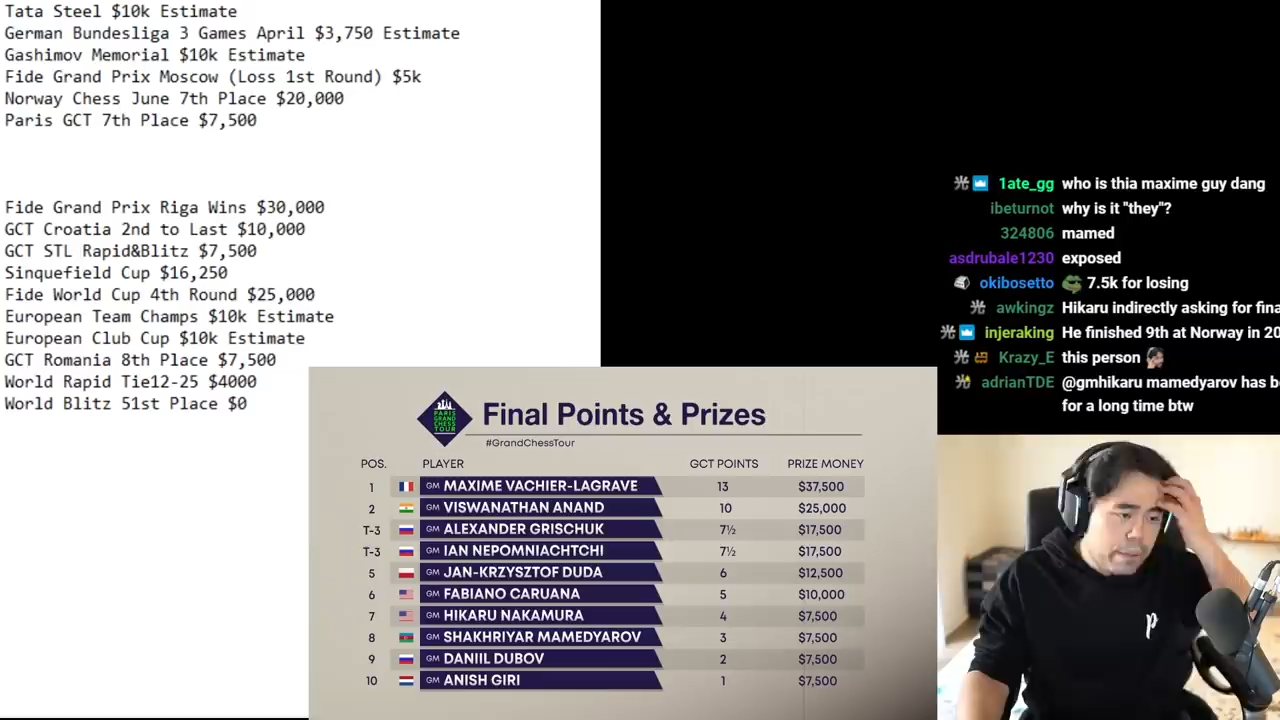 Tata Steel $10k Estimate
German Bundesliga 3 Games April $3,750 Estimate
Gashimov Memorial $10k Estimate
Fide Grand Prix Moscow (Loss 1st Round) $5k
Norway Chess June 7th Place $20,000
Paris GCT 7th Place $7,500
Fide Grand Prix Riga Wins $30,000
GCT Croatia 2nd to Last $10,000
GCT STL Rapid&Blitz $7,500
Sinquefield Cup $16,250
Fide World Cup 4th Round $25,000
European Team Champs $10k Estimate
European Club Cup $10k Estimate
GCT Romania 8th Place $7,500
World Rapid Tie12-25 $4000
World Blitz 51st Place $0
1ate_gg who is thia maxime guy dang
ibeturnot why is it "they"?
324806 mamed
asdrubale1230 exposed
okibosetto 7.5k for losing
awkingz Hikaru indirectly asking for fina
injeraking He finished 9th at Norway in 20
Krazy_E this person
adrianTDE @gmhikaru mamedyarov has be
for a long time btw
PARIS
GRAND
CHESS
TOUR
Final Points & Prizes
#GrandChessTour
POS. PLAYER GCT POINTS PRIZE MONEY
1 GM MAXIME VACHIER-LAGRAVE 13 $37,500
2 GM VISWANATHAN ANAND 10 $25,000
T-3 GM ALEXANDER GRISCHUK 7½ $17,500
T-3 GM IAN NEPOMNIACHTCHI 7½ $17,500
5 GM JAN-KRZYSZTOF DUDA 6 $12,500
6 GM FABIANO CARUANA 5 $10,000
7 GM HIKARU NAKAMURA 4 $7,500
8 GM SHAKHRIYAR MAMEDYAROV 3 $7,500
9 GM DANIIL DUBOV 2 $7,500
10 GM ANISH GIRI 1 $7,500